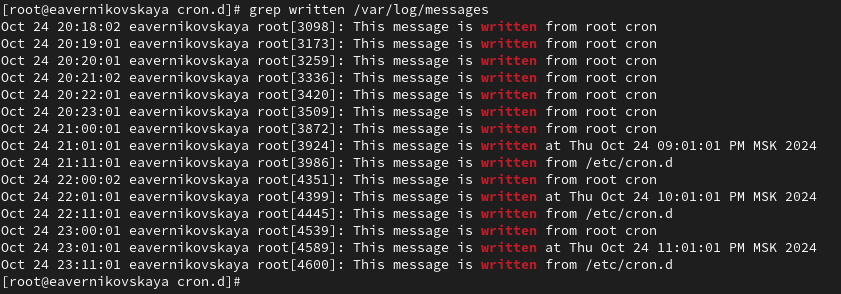 [root@eavernikovskaya cron.d]# grep written /var/log/messages
Oct 24 20:18:02 eavernikovskaya root[3098]: This message is written from root cron
Oct 24 20:19:01 eavernikovskaya root[3173]: This message is written from root cron
Oct 24 20:20:01 eavernikovskaya root[3259]: This message is written from root cron
Oct 24 20:21:02 eavernikovskaya root[3336]: This message is written from root cron
Oct 24 20:22:01 eavernikovskaya root[3420]: This message is written from root cron
Oct 24 20:23:01 eavernikovskaya root[3509]: This message is written from root cron
Oct 24 21:00:01 eavernikovskaya root[3872]: This message is written from root cron
Oct 24 21:01:01 eavernikovskaya root[3924]: This message is written at Thu Oct 24 09:01:01 PM MSK 2024
Oct 24 21:11:01 eavernikovskaya root[3986]: This message is written from /etc/cron.d
Oct 24 22:00:02 eavernikovskaya root[4351]: This message is written from root cron
Oct 24 22:01:01 eavernikovskaya root[4399]: This message is written at Thu Oct 24 10:01:01 PM MSK 2024
Oct 24 22:11:01 eavernikovskaya root[4445]: This message is written from /etc/cron.d
Oct 24 23:00:01 eavernikovskaya root[4539]: This message is written from root cron
Oct 24 23:01:01 eavernikovskaya root[4589]: This message is written at Thu Oct 24 11:01:01 PM MSK 2024
Oct 24 23:11:01 eavernikovskaya root[4600]: This message is written from /etc/cron.d
[root@eavernikovskaya cron.d]#